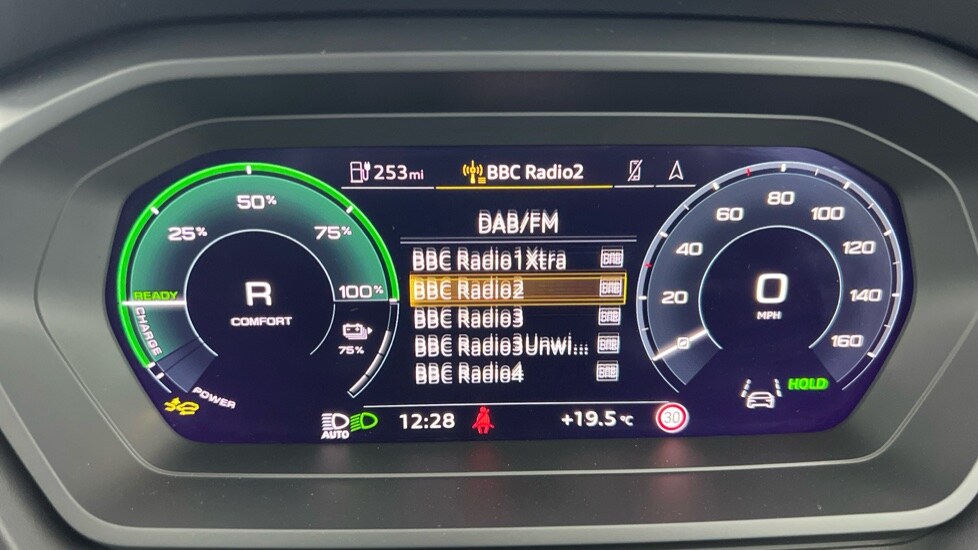 253mi
BBC Radio2
DAB/FM
BBC Radio1Xtra
BBC Radio2
BBC Radio3
BBC Radio3Unwi...
BBC Radio4
25%
50%
75%
100%
READY
CHARGE
POWER
R
COMFORT
75%
0
20
40
60
80
100
120
140
160
0
MPH
HOLD
AUTO
12:28
+19.5°C
30